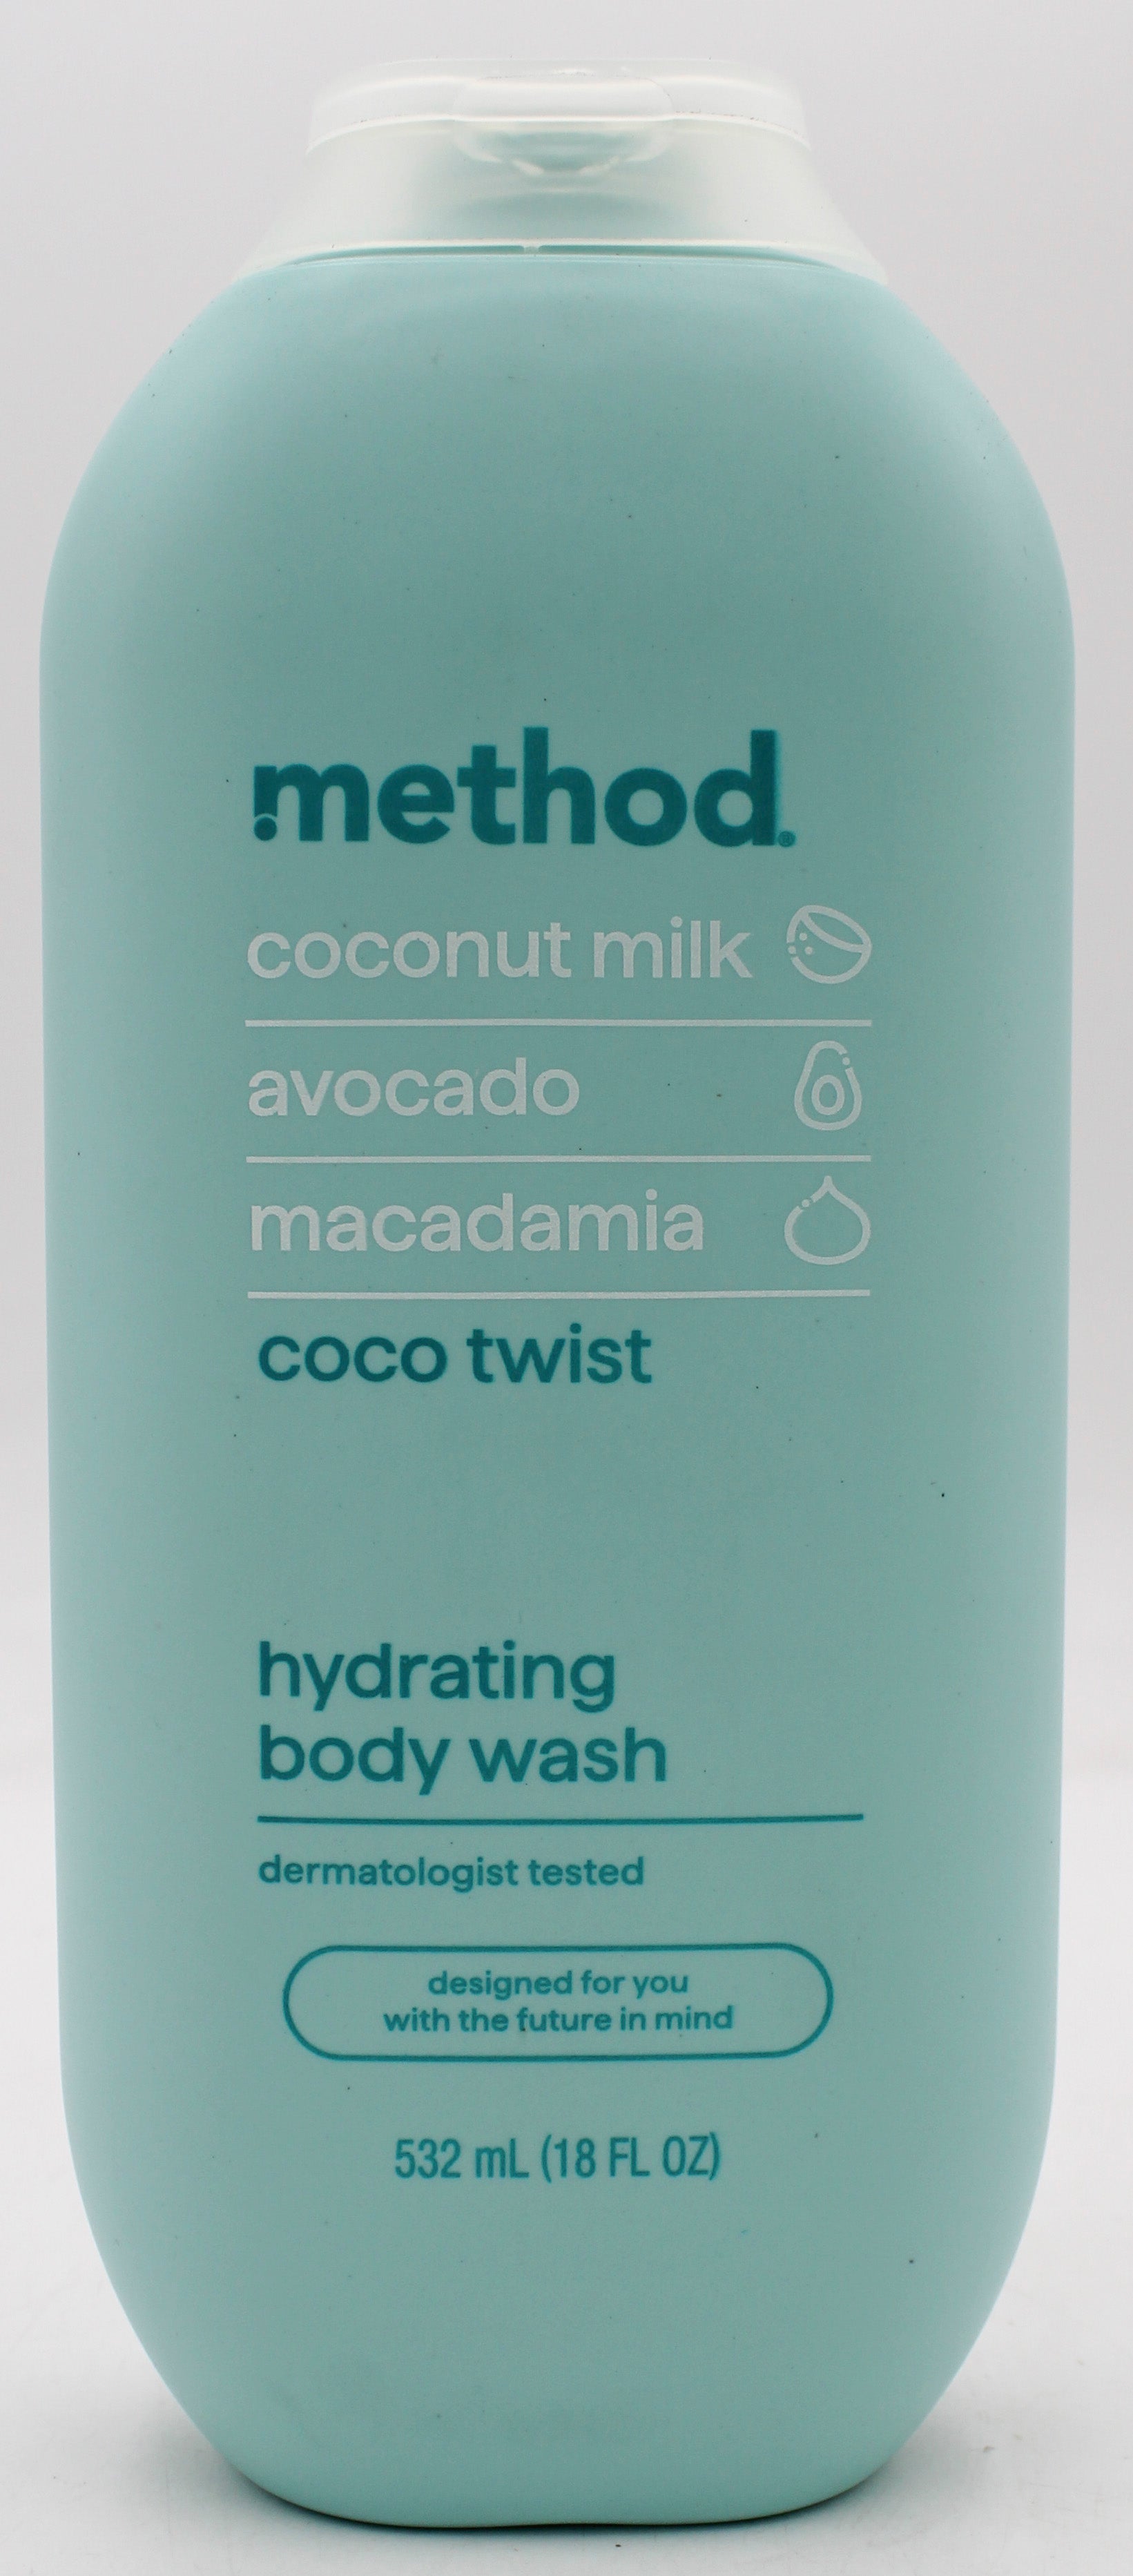 method®
coconut milk
avocado
macadamia
coco twist
hydrating
body wash
dermatologist tested
designed for you
with the future in mind
532 mL (18 FL OZ)